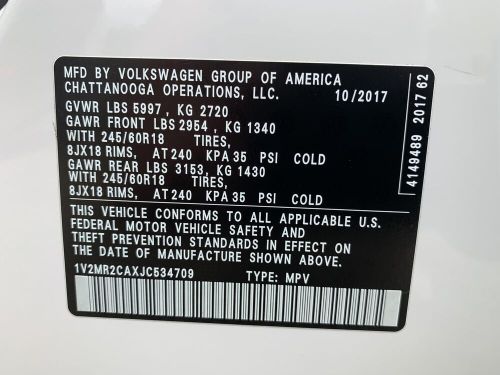 MFD BY VOLKSWAGEN GROUP OF AMERICA
CHATTANOOGA OPERATIONS, LLC. 10/2017
GVWR LBS 5997 , KG 2720
GAWR FRONT LBS 2954 , KG 1340
WITH 245/60R18 TIRES,
8JX18 RIMS, AT 240 KPA 35 PSI COLD
GAWR REAR LBS 3153, KG 1430
WITH 245/60R18 TIRES,
8JX18 RIMS, AT 240 KPA 35 PSI COLD
THIS VEHICLE CONFORMS TO ALL APPLICABLE U.S.
FEDERAL MOTOR VEHICLE SAFETY AND
THEFT PREVENTION STANDARDS IN EFFECT ON
THE DATE OF MANUFACTURE SHOWN ABOVE.
1V2MR2CAXJC534709 TYPE: MPV
4149489 2017 62